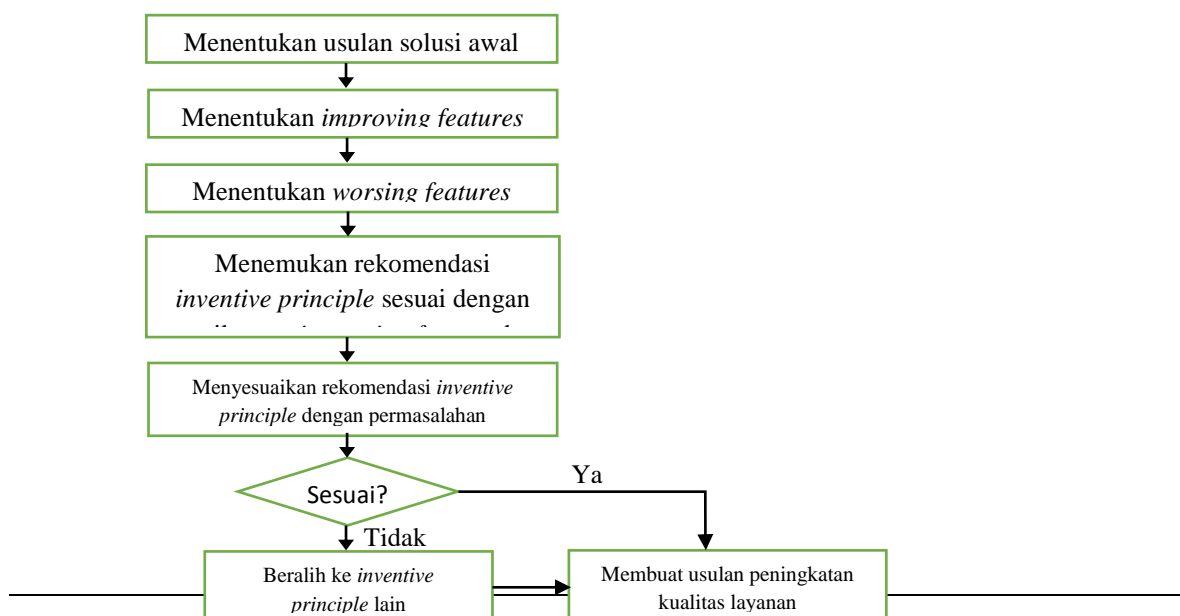 Menentukan usulan solusi awal
Menentukan improving features
Menentukan worsing features
Menemukan rekomendasi
inventive principle sesuai dengan
Menyesuaikan rekomendasi inventive
principle dengan permasalahan
Sesuai?
Ya
Tidak
Beralih ke inventive
principle lain
Membuat usulan peningkatan
kualitas layanan